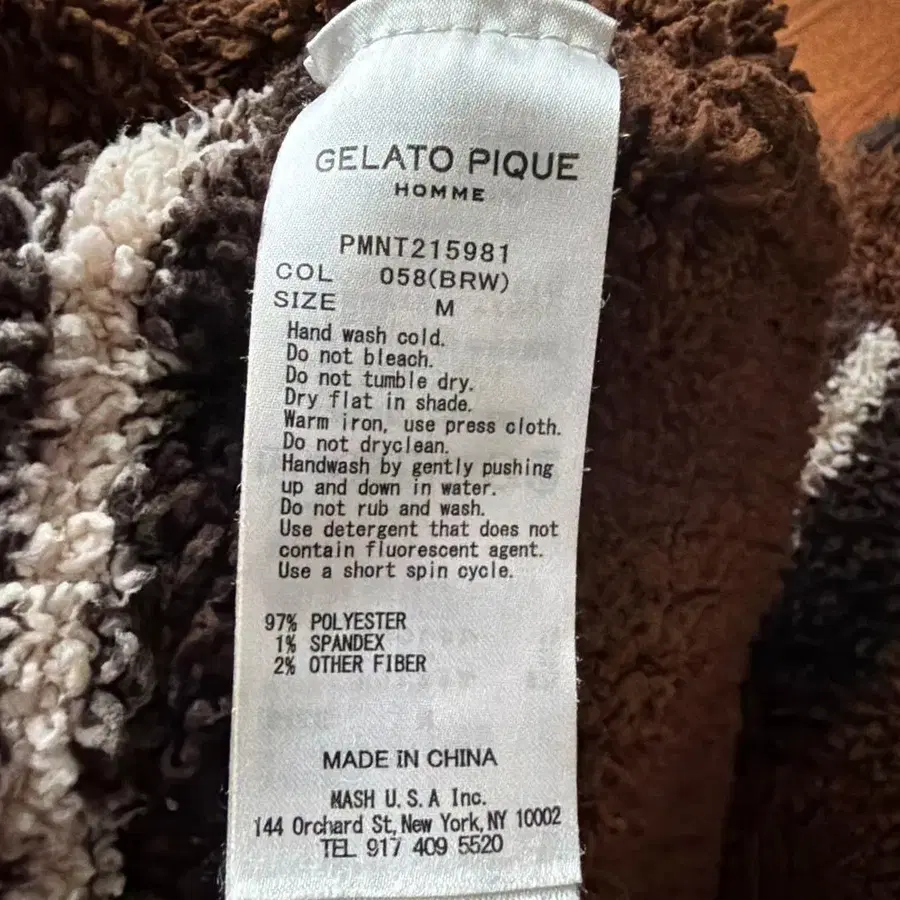 GELATO PIQUE
HOMME
PMNT215981
COL 058(BRW)
SIZE M
Hand wash cold.
Do not bleach.
Do not tumble dry.
Dry flat in shade.
Warm iron, use press cloth.
Do not dryclean.
Handwash by gently pushing
up and down in water.
Do not rub and wash.
Use detergent that does not
contain fluorescent agent.
Use a short spin cycle.
97% POLYESTER
1% SPANDEX
2% OTHER FIBER
MADE IN CHINA
MASH U.S.A Inc.
144 Orchard St, New York, NY 10002
TEL 917 409 5520